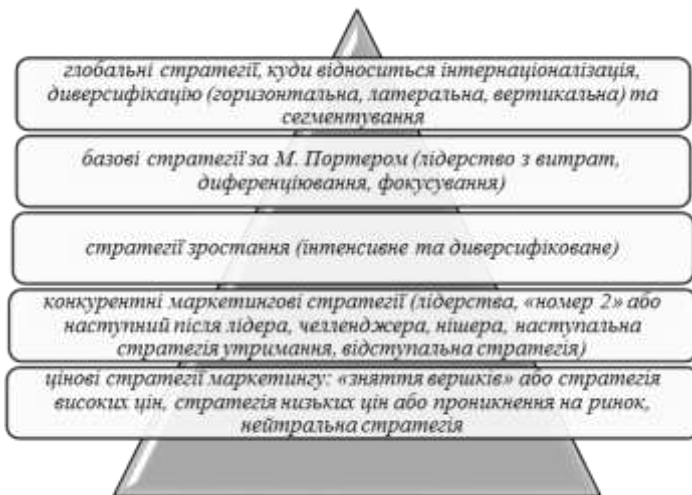 глобальні стратегії, куди відноситься інтернаціоналізація,
диверсифікацію (горизонтальна, латеральна, вертикальна) та
сегментування
базові стратегії за М. Портером (лідерство з витрат,
диференціювання, фокусування)
стратегії зростання (інтенсивне та диверсифіковане)
конкурентні маркетингові стратегії (лідерства, «номер 2» або
наступний після лідера, челленджера, нішера, наступальна
стратегія утримання, відступальна стратегія)
цінові стратегії маркетингу: «зняття вершків» або стратегія
високих цін, стратегія низьких цін або проникнення на ринок,
нейтральна стратегія